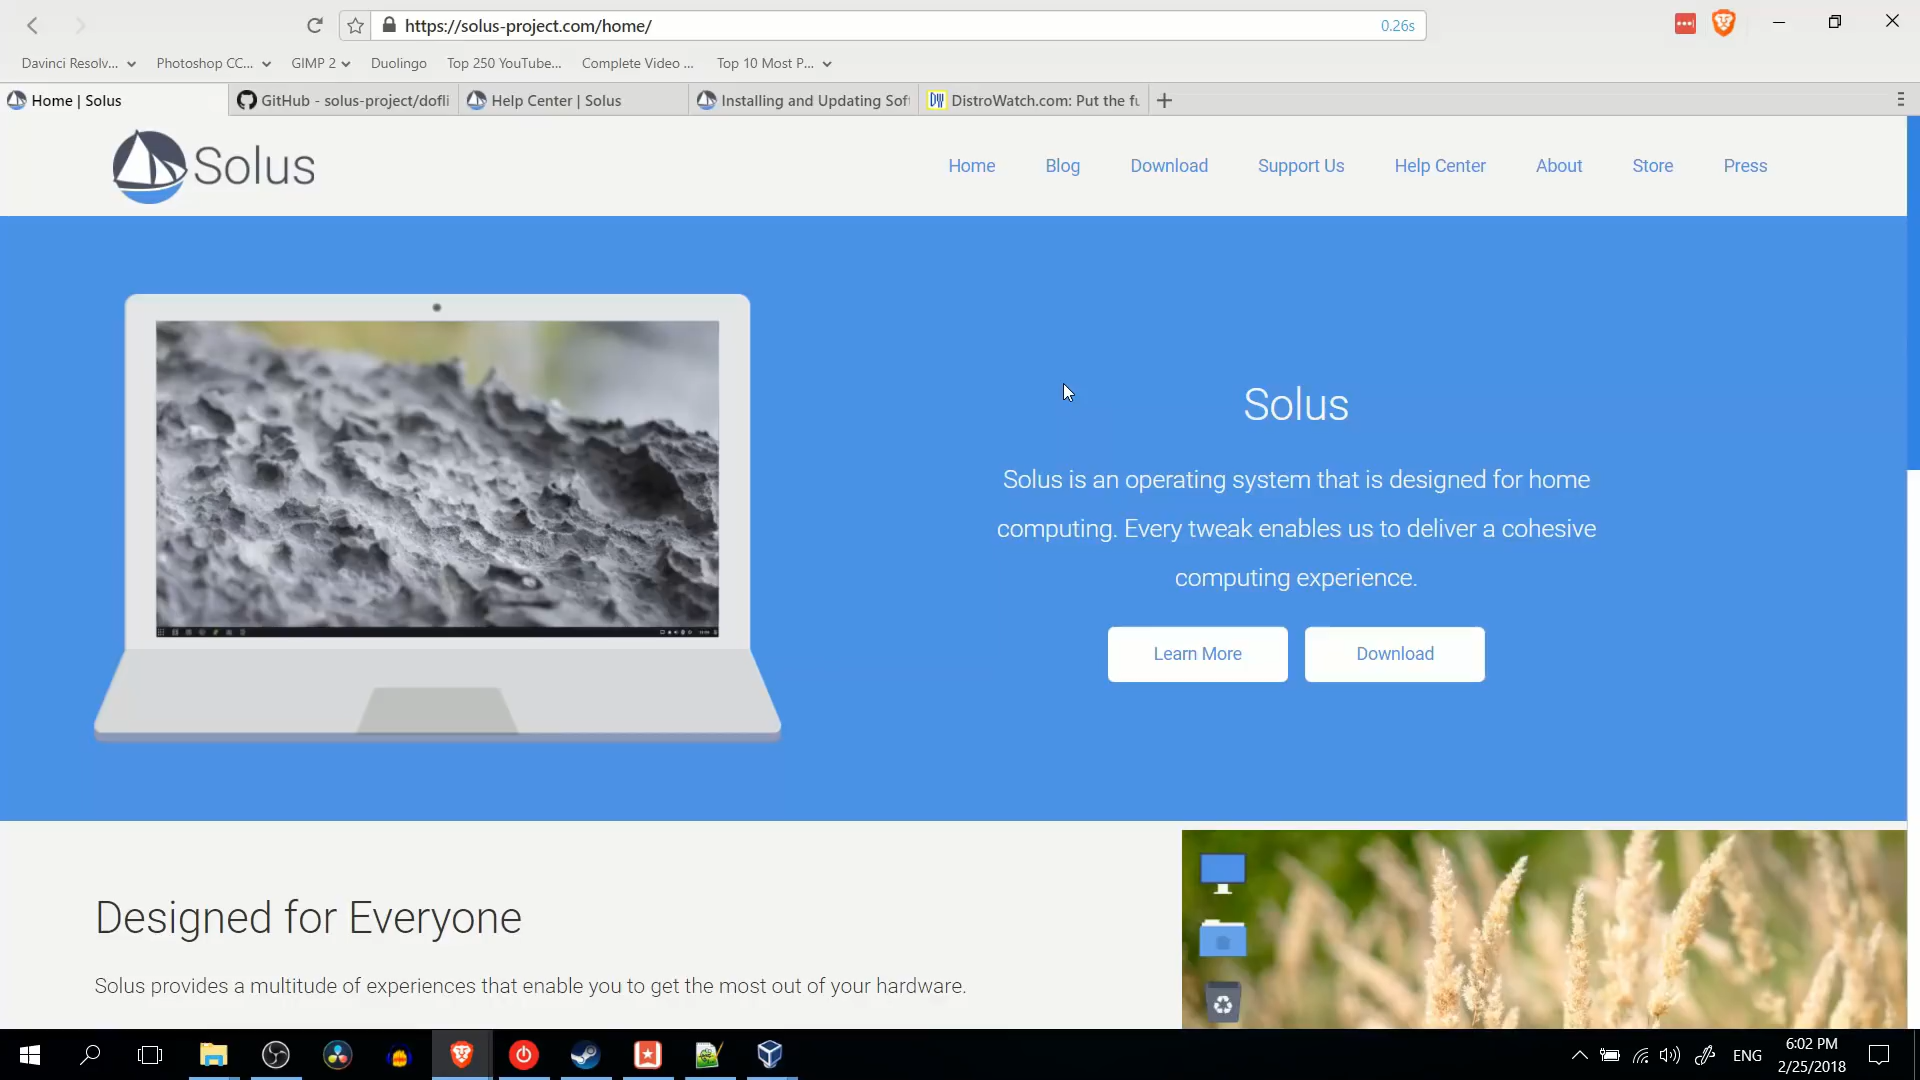 https://solus-project.com/home/
0.26s
Davinci Resolv...
Photoshop CC...
GIMP 2
Duolingo
Top 250 YouTube...
Complete Video ...
Top 10 Most P...
Home | Solus
GitHub - solus-project/dofli
Help Center | Solus
Installing and Updating Sof
DW
DistroWatch.com: Put the fu
Solus
Home
Blog
Download
Support Us
Help Center
About
Store
Press
Solus
Solus is an operating system that is designed for home
computing. Every tweak enables us to deliver a cohesive
computing experience.
Learn More
Download
Designed for Everyone
Solus provides a multitude of experiences that enable you to get the most out of your hardware.
ENG
6:02 PM
2/25/2018